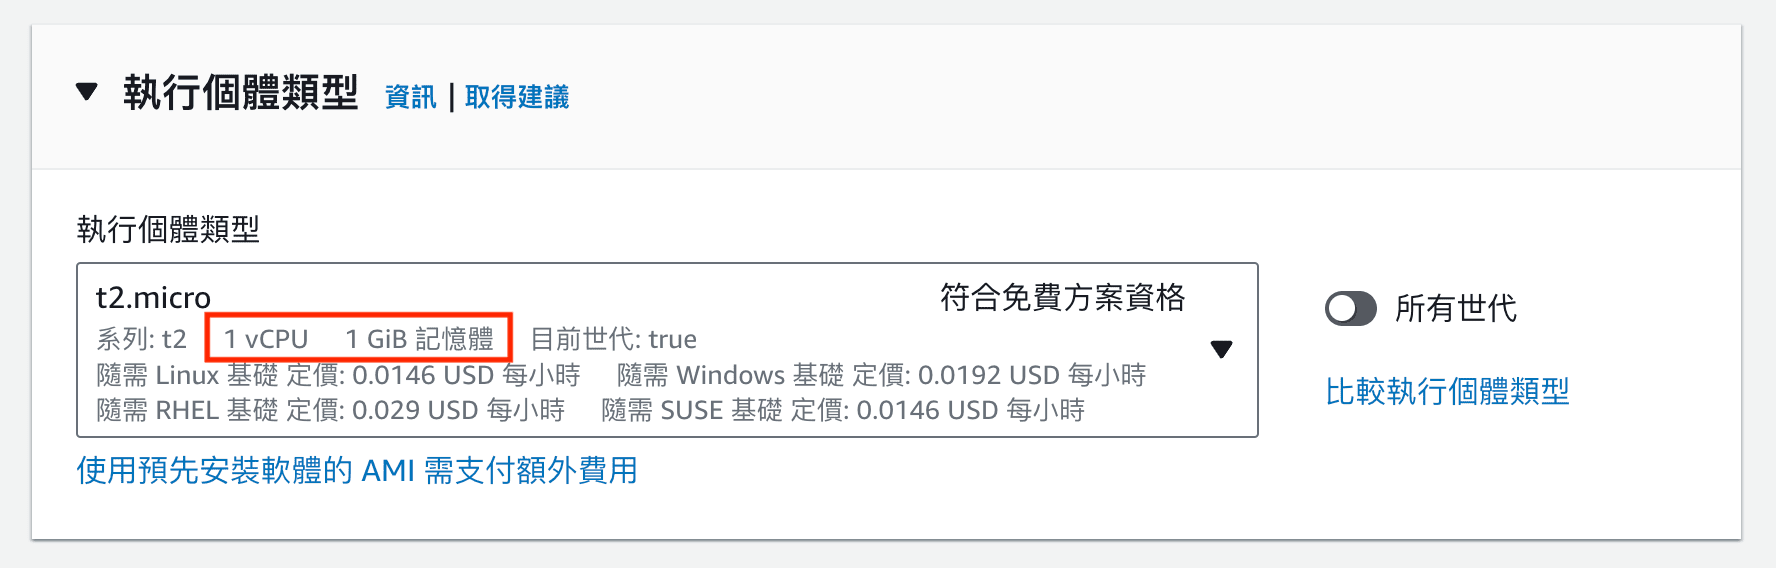 執行個體類型 資訊 | 取得建議
執行個體類型
t2.micro 符合免費方案資格
系列: t2 1 vCPU 1 GiB 記憶體 目前世代: true
隨需 Linux 基礎 定價: 0.0146 USD 每小時 隨需 Windows 基礎 定價: 0.0192 USD 每小時
隨需 RHEL 基礎 定價: 0.029 USD 每小時 隨需 SUSE 基礎 定價: 0.0146 USD 每小時
所有世代
比較執行個體類型
使用預先安裝軟體的 AMI 需支付額外費用